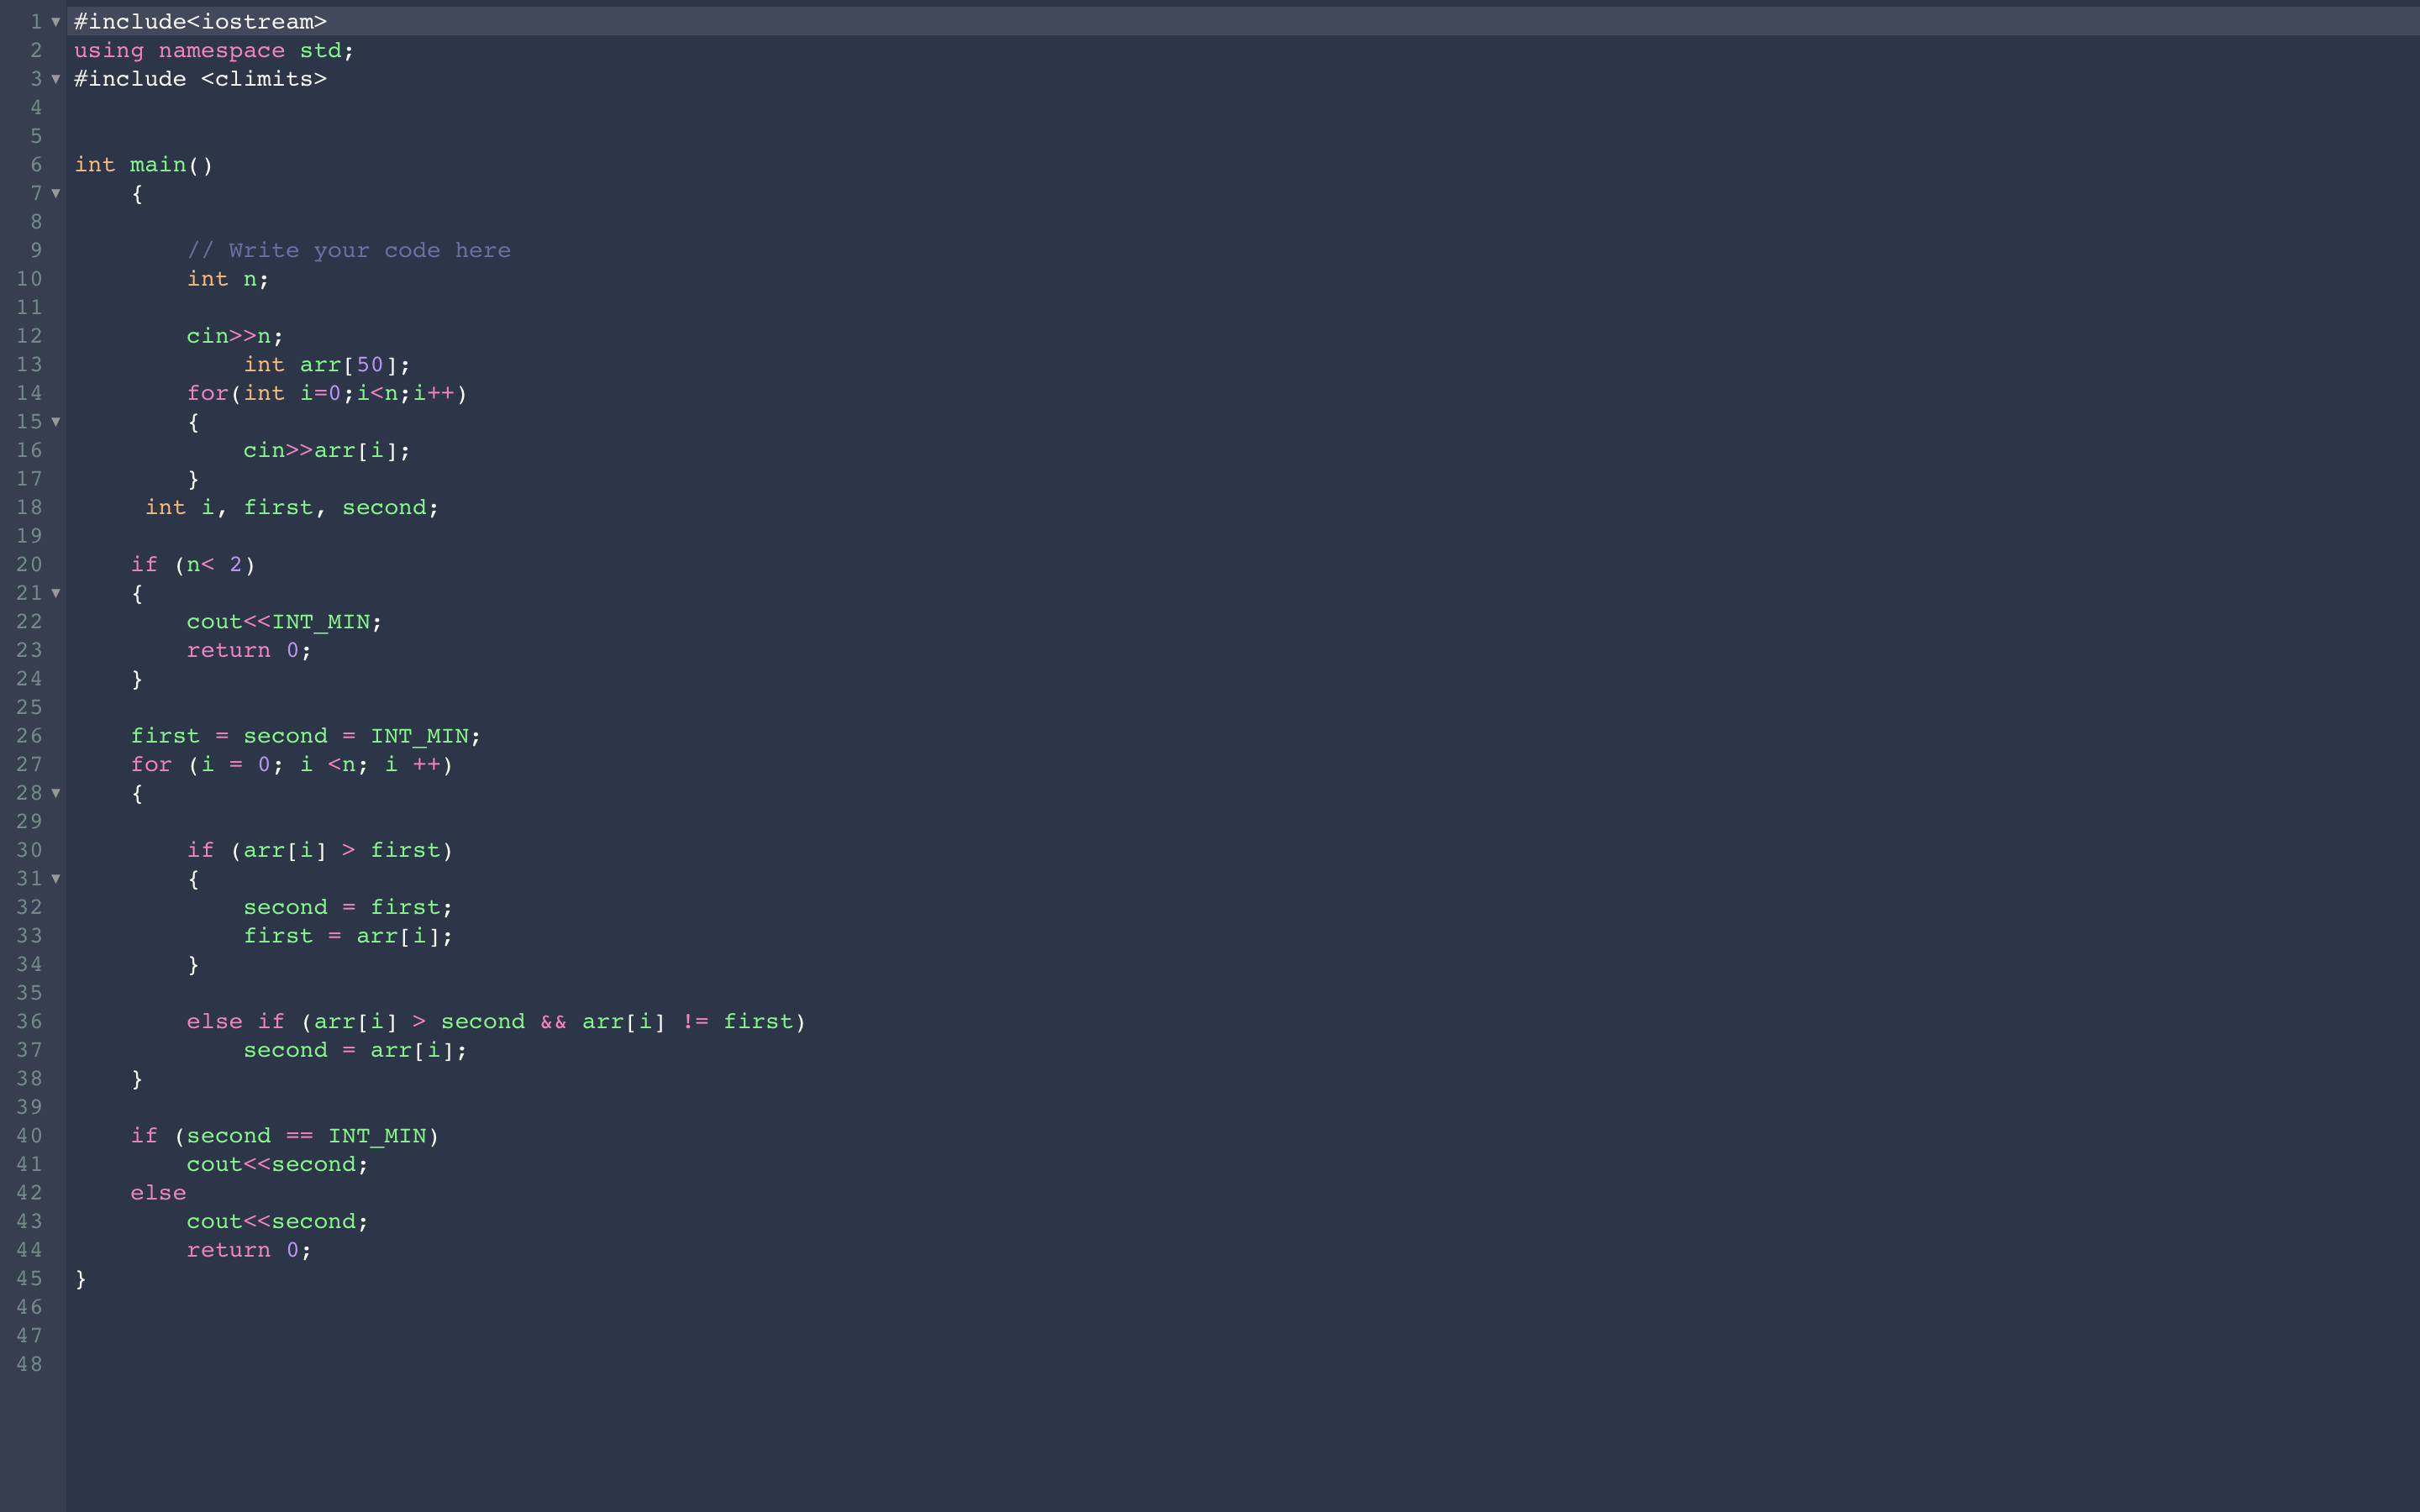 1 #include<iostream>
2 using namespace std;
3 #include <climits>
4
5
6 int main()
7     {
8
9         // Write your code here
10         int n;
11
12         cin>>n;
13             int arr[50];
14         for(int i=0;i<n;i++)
15         {
16             cin>>arr[i];
17         }
18      int i, first, second;
19
20     if (n< 2)
21     {
22         cout<<INT_MIN;
23         return 0;
24     }
25
26     first = second = INT_MIN;
27     for (i = 0; i <n; i ++)
28     {
29
30         if (arr[i] > first)
31         {
32             second = first;
33             first = arr[i];
34         }
35
36         else if (arr[i] > second && arr[i] != first)
37             second = arr[i];
38     }
39
40     if (second == INT_MIN)
41         cout<<second;
42     else
43         cout<<second;
44         return 0;
45 }
46
47
48